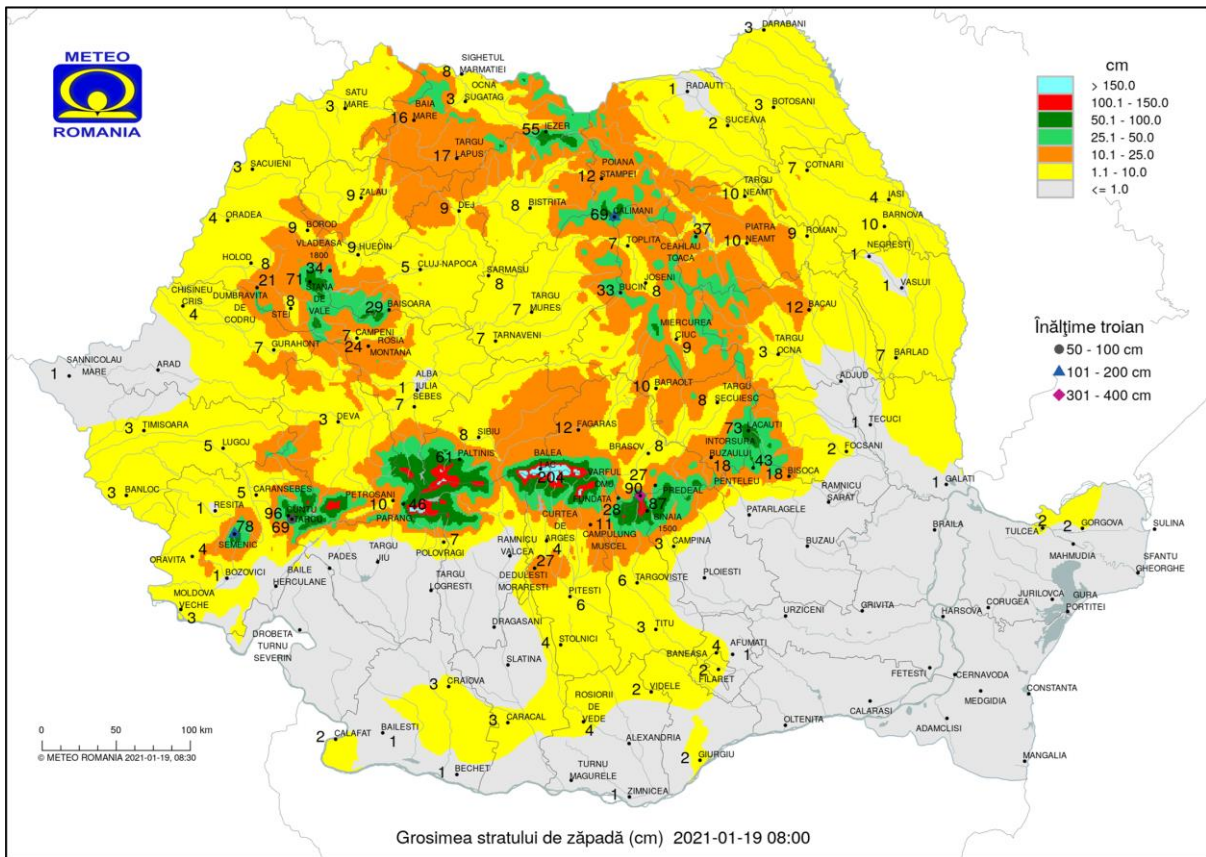 METEO
ROMANIA
cm
> 150.0
100.1 - 150.0
50.1 - 100.0
25.1 - 50.0
10.1 - 25.0
1.1 - 10.0
<= 1.0
Înălţime troian
50 - 100 cm
101 - 200 cm
301 - 400 cm
3 DARABANI
8 SIGHETUL
MARMATIEI
3 OCNA
SUGATAG
3 SATU
MARE
16 BAIA
MARE
1 RADAUTI
3 BOTOSANI
2 SUCEAVA
55 IEZER
17 TARGU
LAPUS
12 POIANA
STAMPEI
7 COTNARI
3 SACUIENI
9 ZALAU
10 TARGU
NEAMT
4 IASI
9 DEJ
8 BISTRITA
69 CALIMANI
10 BARNOVA
4 ORADEA
9 BOROD
37
CEAHLAU
TOACA
10 PIATRA
NEAMT
9 ROMAN
1 NEGRESTI
VLADEASA
1800
34
9 HUEDIN
7 TOPLITA
8 HOLOD
5 CLUJ-NAPOCA
8 SARMASU
71 STANA
DE
VALE
21 DUMBRAVITA
DE
CODRU
8 STEI
33 BUCIN
8 JOSENI
1 VASLUI
4 CHISINEU
CRIS
29 BAISOARA
7 TARGU
MURES
12 BACAU
7 CAMPENI
24 ROSIA
MONTANA
7 GURAHONT
7 TARNAVENI
9 MIERCUREA
CIUC
3 TARGU
OCNA
7 BARLAD
1 SANNICOLAU
MARE
ARAD
1 ALBA
IULIA
7 SEBES
10 BARAOLT
8 TARGU
SECUIESC
ADJUD
3 TIMISOARA
3 DEVA
5 LUGOJ
8 SIBIU
12 FAGARAS
8 BRASOV
73 LACAUTI
1 TECUCI
2 FOCSANI
18 INTORSURA
BUZAULUI
43
PENTELEU
18 BISOCA
61 PALTINIS
BALEA
LAC
204
VARFUL
OMU
90
27
PREDEAL
28 FUNDATA
87 SINAIA
1500
3 BANLOC
5 CARANSEBES
1 RESITA
96 CUNTU
69 TARCU
78 SEMENIC
10 PETROSANI
46
PARANG
7 POLOVRAGI
RAMNICU
VALCEA
4 CURTEA
DE
ARGES
11 CAMPULUNG
MUSCEL
3 CAMPINA
PATARLAGELE
RAMNICU
SARAT
1 GALATI
BRAILA
2 TULCEA
2 GORGOVA
SULINA
MAHMUDIA
SFANTU
GHEORGHE
4 ORAVITA
1 BOZOVICI
BAILE
HERCULANE
PADES
TARGU
JIU
TARGU
LOGRESTI
27 DEDULESTI
MORARESTI
6 TARGOVISTE
PLOIESTI
BUZAU
3 MOLDOVA
VECHE
6 PITESTI
URZICENI
GRIVITA
HARSOVA
CORUGEA
JURILOVCA
GURA
PORTITEI
DROBETA
TURNU
SEVERIN
DRAGASANI
4 STOLNICI
3 TITU
4 BANEASA
1 AFUMATI
2 FILARET
SLATINA
FETESTI
CERNAVODA
MEDGIDIA
CONSTANTA
3 CRAIOVA
2 VIDELE
CALARASI
ADAMCLISI
3 CARACAL
4 ROSIORII
DE
VEDE
OLTENITA
2 CALAFAT
1 BAILESTI
ALEXANDRIA
2 GIURGIU
MANGALIA
1 BECHET
TURNU
MAGURELE
1 ZIMNICEA
0 50 100 km
© METEO ROMANIA 2021-01-19, 08:30
Grosimea stratului de zăpadă (cm) 2021-01-19 08:00